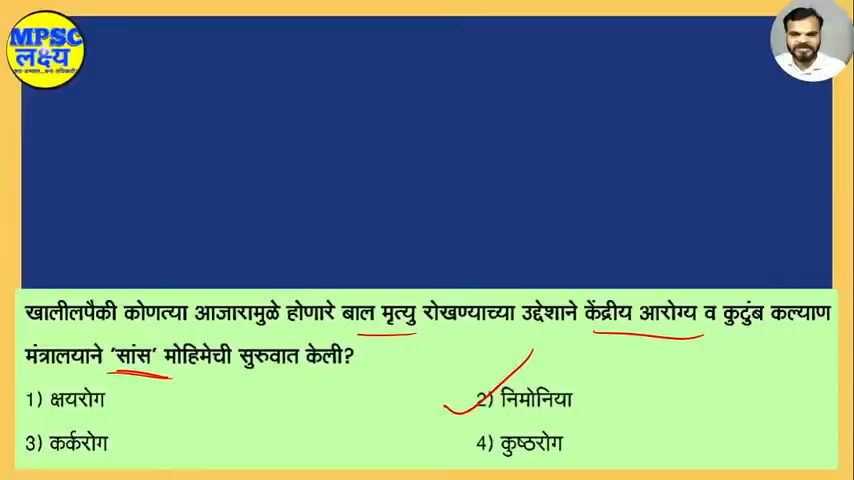 MPSC
लक्ष्य
खालीलपैकी कोणत्या आजारामुळे होणारे बाल मृत्यु रोखण्याच्या उद्देशाने केंद्रीय आरोग्य व कुटुंब कल्याण
मंत्रालयाने 'सांस' मोहिमेची सुरुवात केली?
1) क्षयरोग
2) निमोनिया
3) कर्करोग
4) कुष्ठरोग